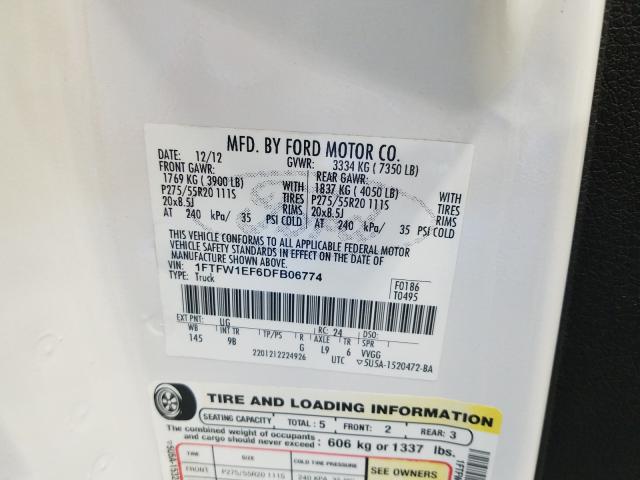 MFD. BY FORD MOTOR CO.
DATE: 12/12 GVWR: 3334 KG ( 7350 LB)
FRONT GAWR: REAR GAWR:
1769 KG ( 3900 LB) WITH 1837 KG ( 4050 LB) WITH
P275/55R20 111S TIRES P275/55R20 111S TIRES
20x8.5J RIMS 20x8.5J RIMS
AT 240 kPa/ 35 PSI COLD AT 240 kPa/ 35 PSI COLD
THIS VEHICLE CONFORMS TO ALL APPLICABLE FEDERAL MOTOR
VEHICLE SAFETY STANDARDS IN EFFECT ON THE DATE OF
MANUFACTURE SHOWN ABOVE.
VIN: 1FTFW1EF6DFB06774 F0186
TYPE: Truck T0495
EXT PNT: UG RC: 24 DSO:
WB INT TR TP/PS R AXLE TR SPR
145 9B G L9 6 VVGG
2201212224926 UTC 5U5A-1520472-BA
TIRE AND LOADING INFORMATION
SEATING CAPACITY TOTAL: 5 FRONT: 2 REAR: 3
The combined weight of occupants
and cargo should never exceed: 606 kg or 1337 lbs.
TIRE SIZE COLD TIRE PRESSURE SEE OWNERS
FRONT P275/55R20 111S 240 KPA,